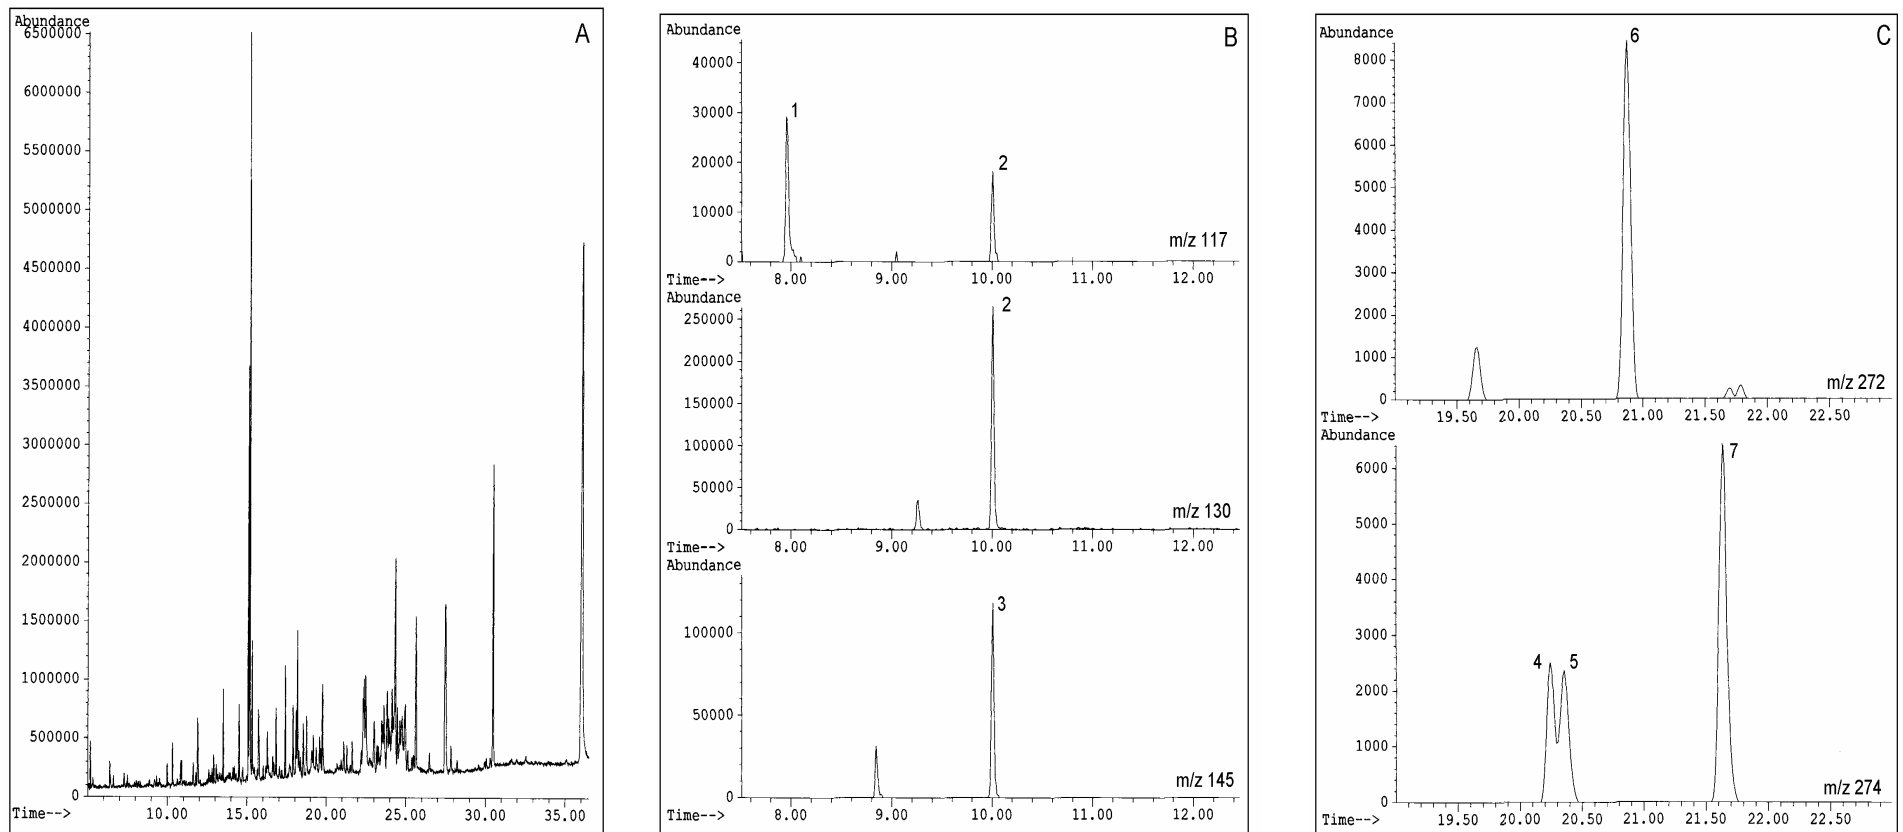 Abundance
A
6500000
6000000
5500000
5000000
4500000
4000000
3500000
3000000
2500000
2000000
1500000
1000000
500000
0
Time--> 10.00 15.00 20.00 25.00 30.00 35.00
Abundance
B
40000
30000
20000
10000
0
1
2
m/z 117
Time--> 8.00 9.00 10.00 11.00 12.00
Abundance
250000
200000
150000
100000
50000
0
2
m/z 130
Time--> 8.00 9.00 10.00 11.00 12.00
Abundance
100000
50000
0
3
m/z 145
Time--> 8.00 9.00 10.00 11.00 12.00
Abundance
C
8000
7000
6000
5000
4000
3000
2000
1000
0
6
m/z 272
Time--> 19.50 20.00 20.50 21.00 21.50 22.00 22.50
Abundance
6000
5000
4000
3000
2000
1000
0
7
4 5
m/z 274
Time--> 19.50 20.00 20.50 21.00 21.50 22.00 22.50